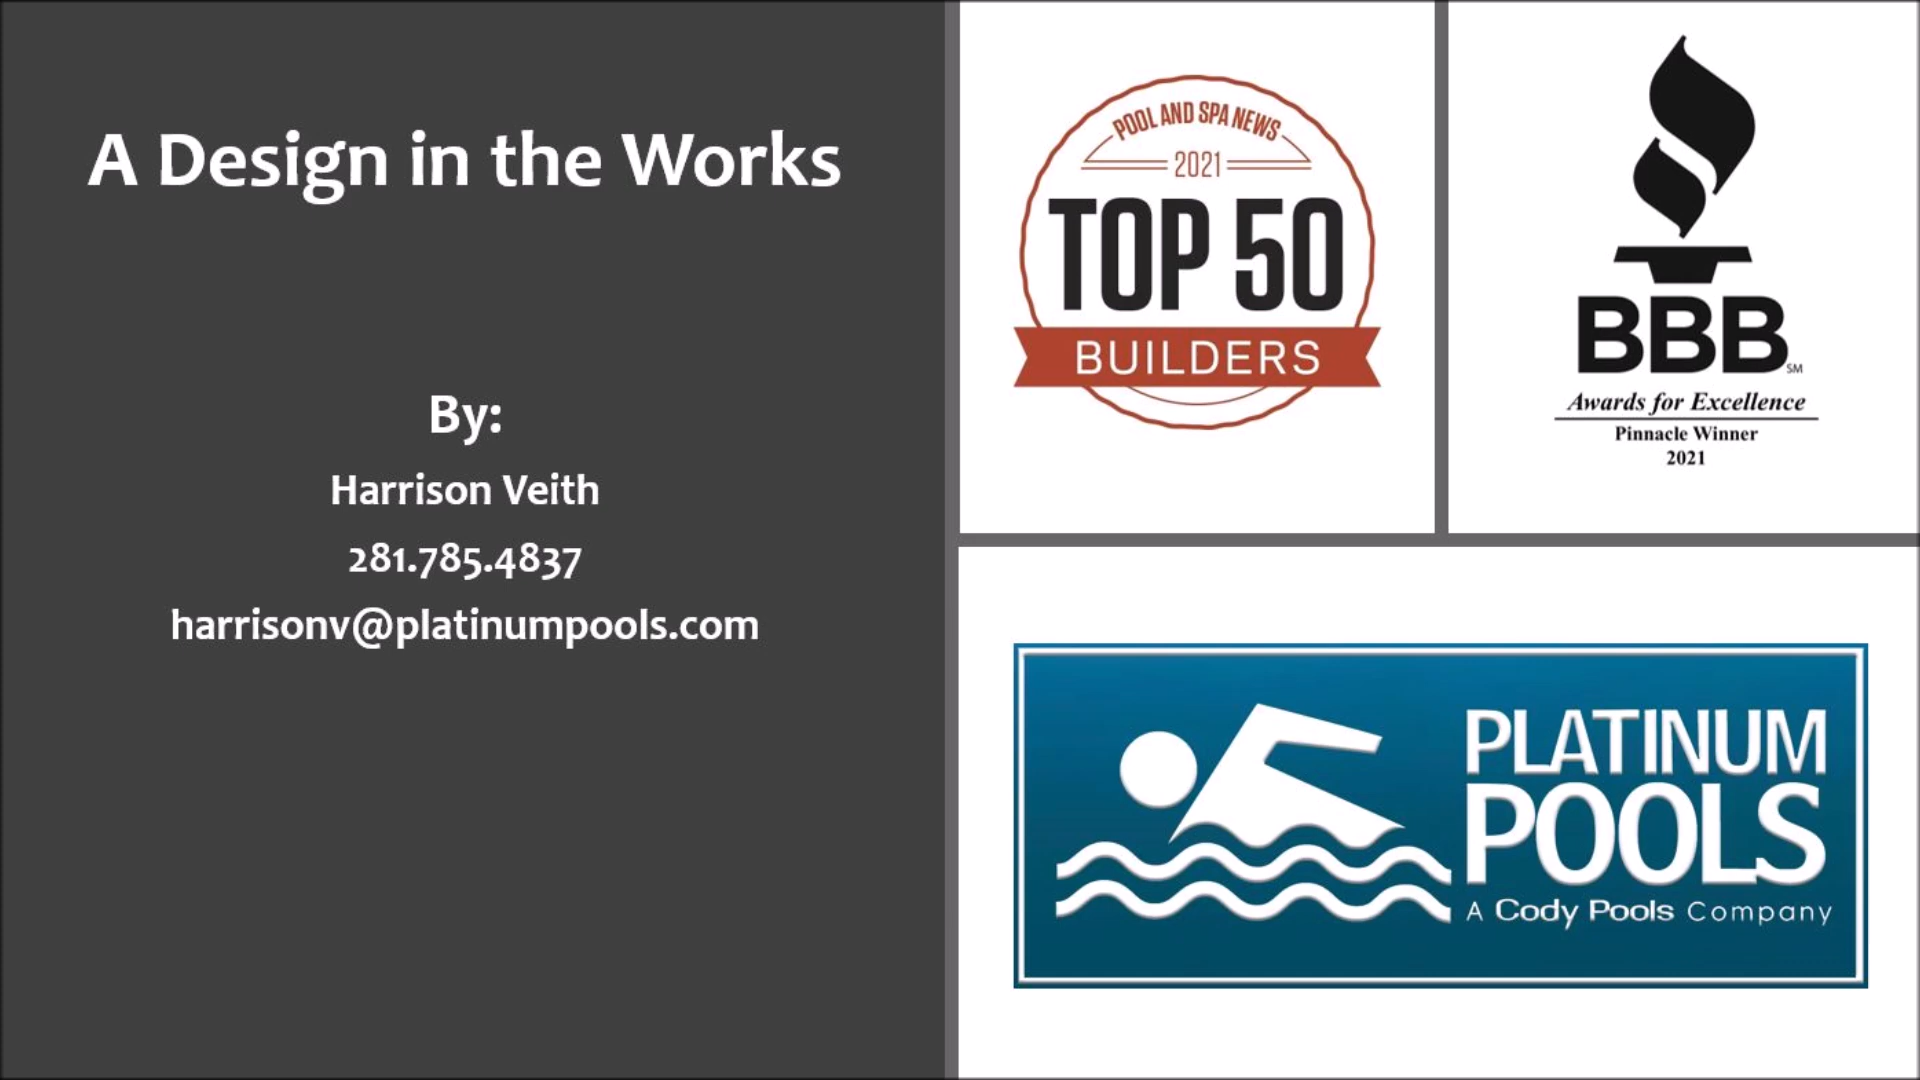 A Design in the Works
By:
Harrison Veith
281.785.4837
harrisonv@platinumpools.com
POOL AND SPA NEWS
2021
TOP 50
BUILDERS
BBB SM
Awards for Excellence
Pinnacle Winner
2021
PLATINUM
POOLS
A Cody Pools Company